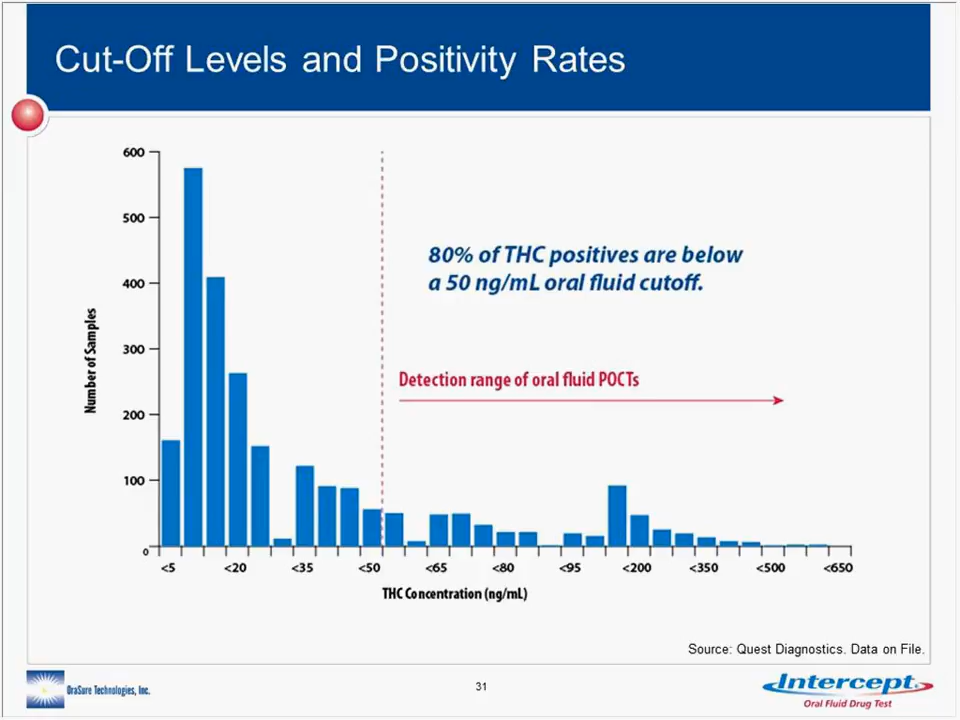 Cut-Off Levels and Positivity Rates
600
500
400
300
200
100
0
Number of Samples
80% of THC positives are below
a 50 ng/mL oral fluid cutoff.
Detection range of oral fluid POCTs
<5 <20 <35 <50 <65 <80 <95 <200 <350 <500 <650
THC Concentration (ng/mL)
Source: Quest Diagnostics. Data on File.
OraSure Technologies, Inc.
31
Intercept
Oral Fluid Drug Test